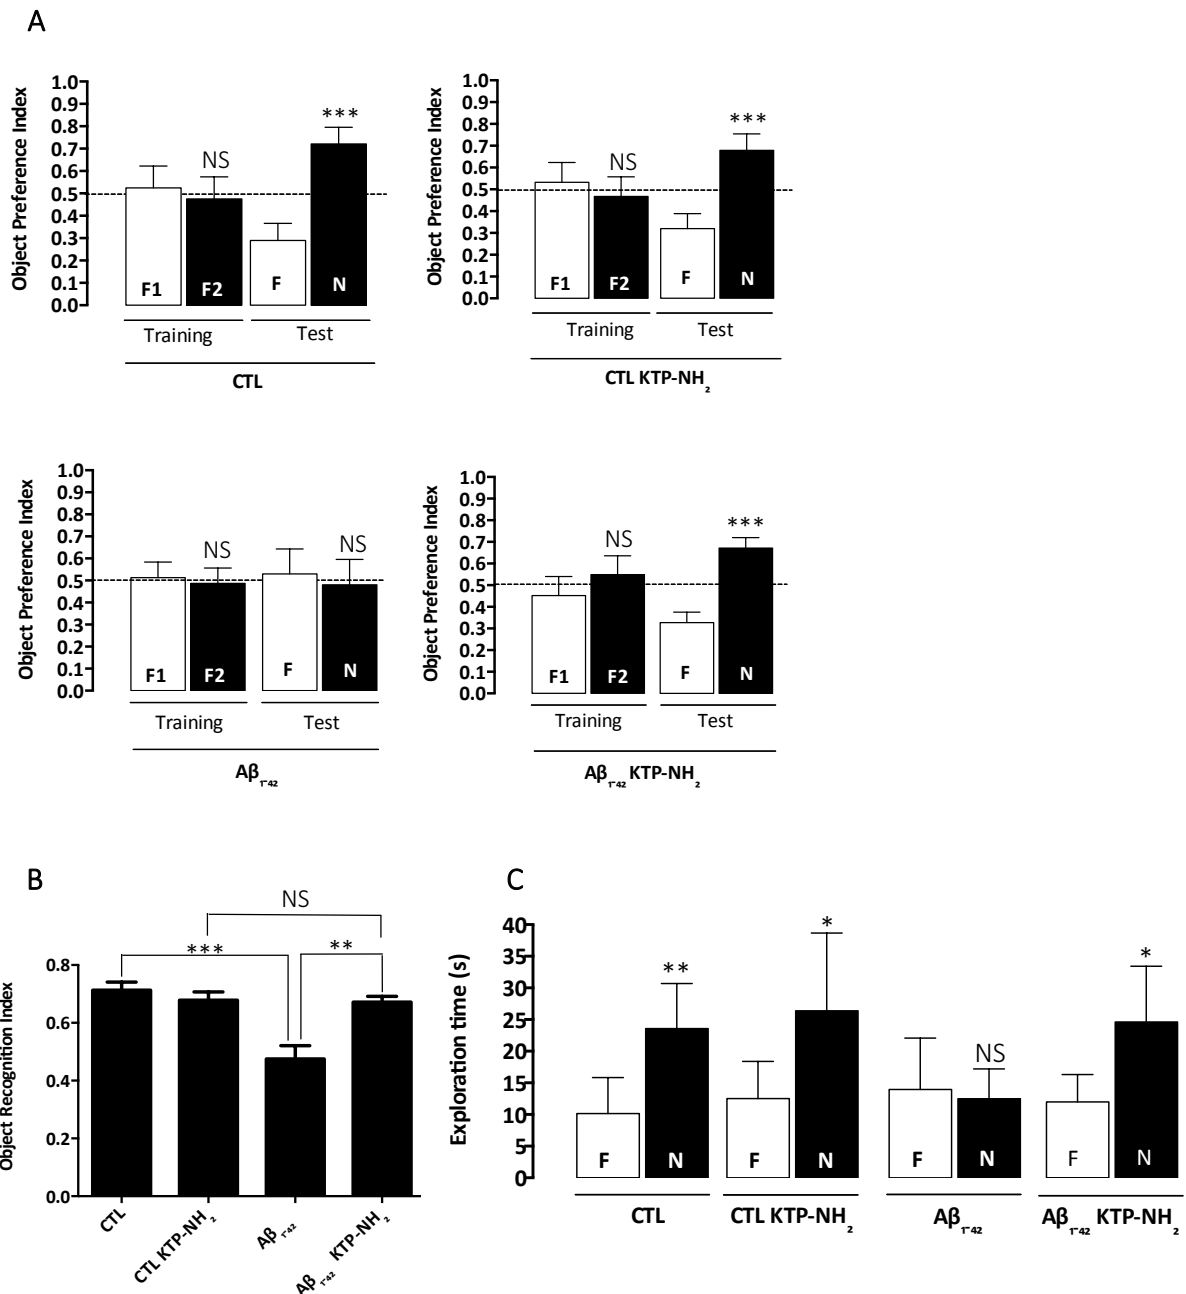 A
Object Preference Index
1.0
0.9
0.8
0.7
0.6
0.5
0.4
0.3
0.2
0.1
0.0
NS
***
F1
F2
F
N
Training
Test
CTL
Object Preference Index
1.0
0.9
0.8
0.7
0.6
0.5
0.4
0.3
0.2
0.1
0.0
NS
***
F1
F2
F
N
Training
Test
CTL KTP-NH₂
Object Preference Index
1.0
0.9
0.8
0.7
0.6
0.5
0.4
0.3
0.2
0.1
0.0
NS
NS
F1
F2
F
N
Training
Test
Aβ₁₋₄₂
Object Preference Index
1.0
0.9
0.8
0.7
0.6
0.5
0.4
0.3
0.2
0.1
0.0
NS
***
F1
F2
F
N
Training
Test
Aβ₁₋₄₂ KTP-NH₂
B
Object Recognition Index
0.8
0.6
0.4
0.2
0.0
NS
***
**
CTL
CTL KTP-NH₂
Aβ₁₋₄₂
Aβ₁₋₄₂ KTP-NH₂
C
Exploration time (s)
40
35
30
25
20
15
10
5
0
**
*
NS
*
F
N
F
N
F
N
F
N
CTL
CTL KTP-NH₂
Aβ₁₋₄₂
Aβ₁₋₄₂ KTP-NH₂